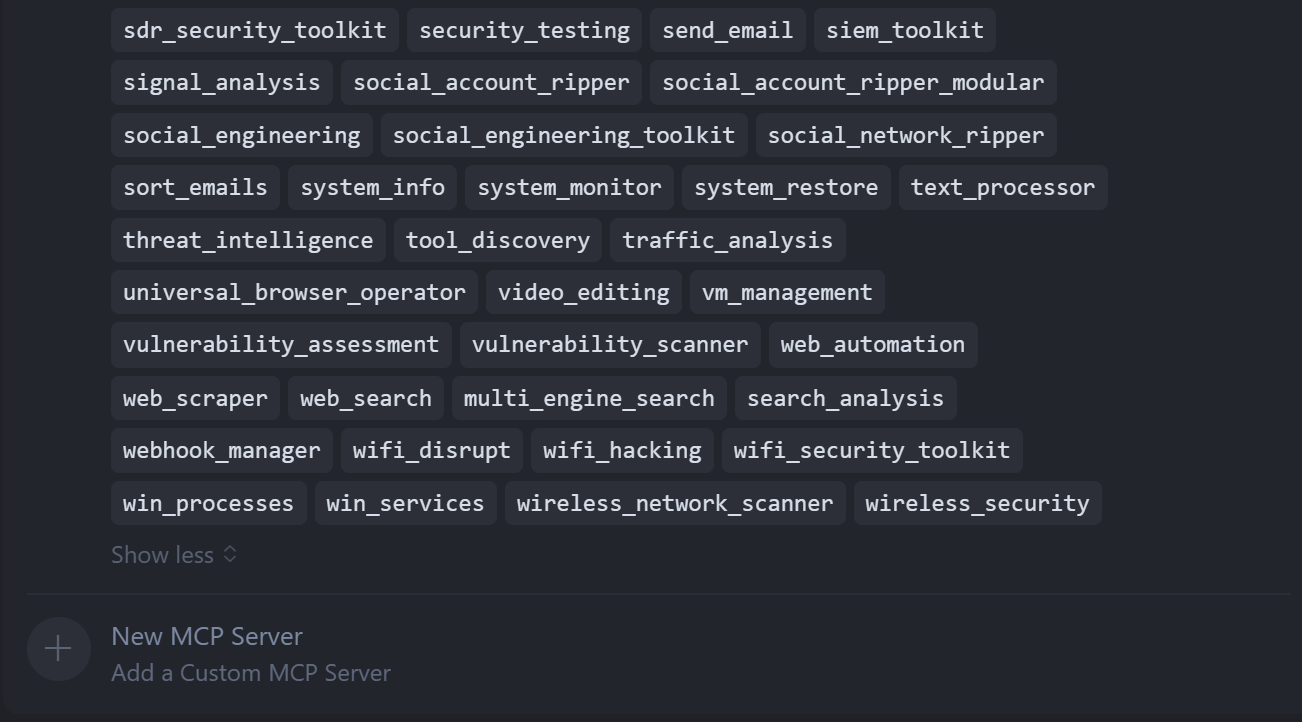 sdr_security_toolkit security_testing send_email siem_toolkit
signal_analysis social_account_ripper social_account_ripper_modular
social_engineering social_engineering_toolkit social_network_ripper
sort_emails system_info system_monitor system_restore text_processor
threat_intelligence tool_discovery traffic_analysis
universal_browser_operator video_editing vm_management
vulnerability_assessment vulnerability_scanner web_automation
web_scraper web_search multi_engine_search search_analysis
webhook_manager wifi_disrupt wifi_hacking wifi_security_toolkit
win_processes win_services wireless_network_scanner wireless_security
Show less
New MCP Server
Add a Custom MCP Server